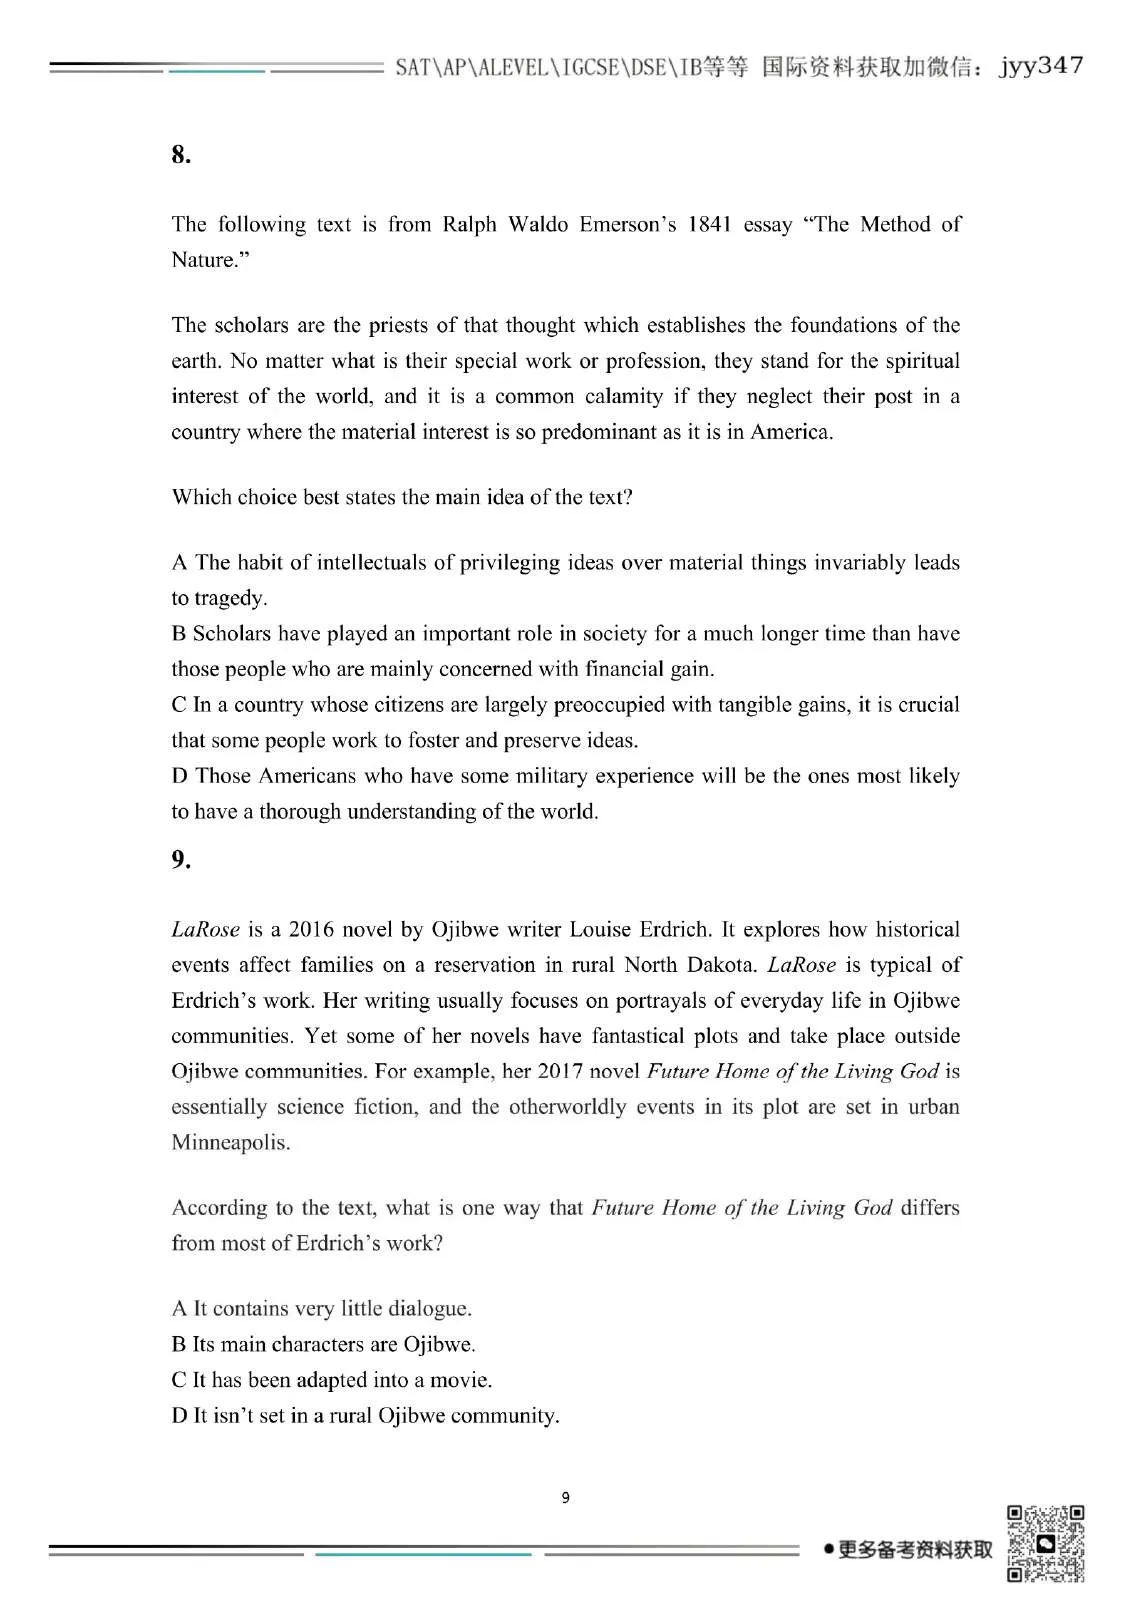 SAT\AP\ALEVEL\IGCSE\DSE\IB等等 国际资料获取加微信: jyy347
8.
The following text is from Ralph Waldo Emerson’s 1841 essay “The Method of
Nature.”
The scholars are the priests of that thought which establishes the foundations of the
earth. No matter what is their special work or profession, they stand for the spiritual
interest of the world, and it is a common calamity if they neglect their post in a
country where the material interest is so predominant as it is in America.
Which choice best states the main idea of the text?
A The habit of intellectuals of privileging ideas over material things invariably leads
to tragedy.
B Scholars have played an important role in society for a much longer time than have
those people who are mainly concerned with financial gain.
C In a country whose citizens are largely preoccupied with tangible gains, it is crucial
that some people work to foster and preserve ideas.
D Those Americans who have some military experience will be the ones most likely
to have a thorough understanding of the world.
9.
LaRose is a 2016 novel by Ojibwe writer Louise Erdrich. It explores how historical
events affect families on a reservation in rural North Dakota. LaRose is typical of
Erdrich’s work. Her writing usually focuses on portrayals of everyday life in Ojibwe
communities. Yet some of her novels have fantastical plots and take place outside
Ojibwe communities. For example, her 2017 novel Future Home of the Living God is
essentially science fiction, and the otherworldly events in its plot are set in urban
Minneapolis.
According to the text, what is one way that Future Home of the Living God differs
from most of Erdrich’s work?
A It contains very little dialogue.
B Its main characters are Ojibwe.
C It has been adapted into a movie.
D It isn’t set in a rural Ojibwe community.
9
●更多备考资料获取